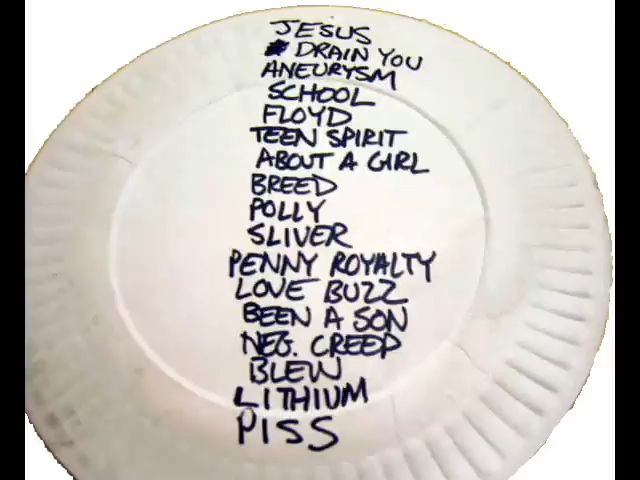 JESUS
DRAIN YOU
ANEURYSM
SCHOOL
FLOYD
TEEN SPIRIT
ABOUT A GIRL
BREED
POLLY
SLIVER
PENNY ROYALTY
LOVE BUZZ
BEEN A SON
NEG. CREEP
BLEW
LITHIUM
PISS